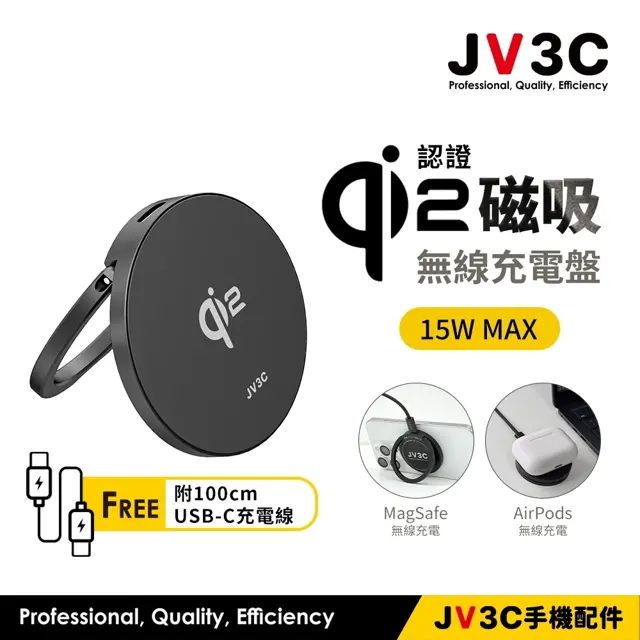 JV3C
Professional, Quality, Efficiency
認證
Qi2磁吸
無線充電盤
15W MAX
Qi2
JV3C
FREE
附100cm
USB-C充電線
JV3C
MagSafe
無線充電
AirPods
無線充電
Professional, Quality, Efficiency
JV3C手機配件